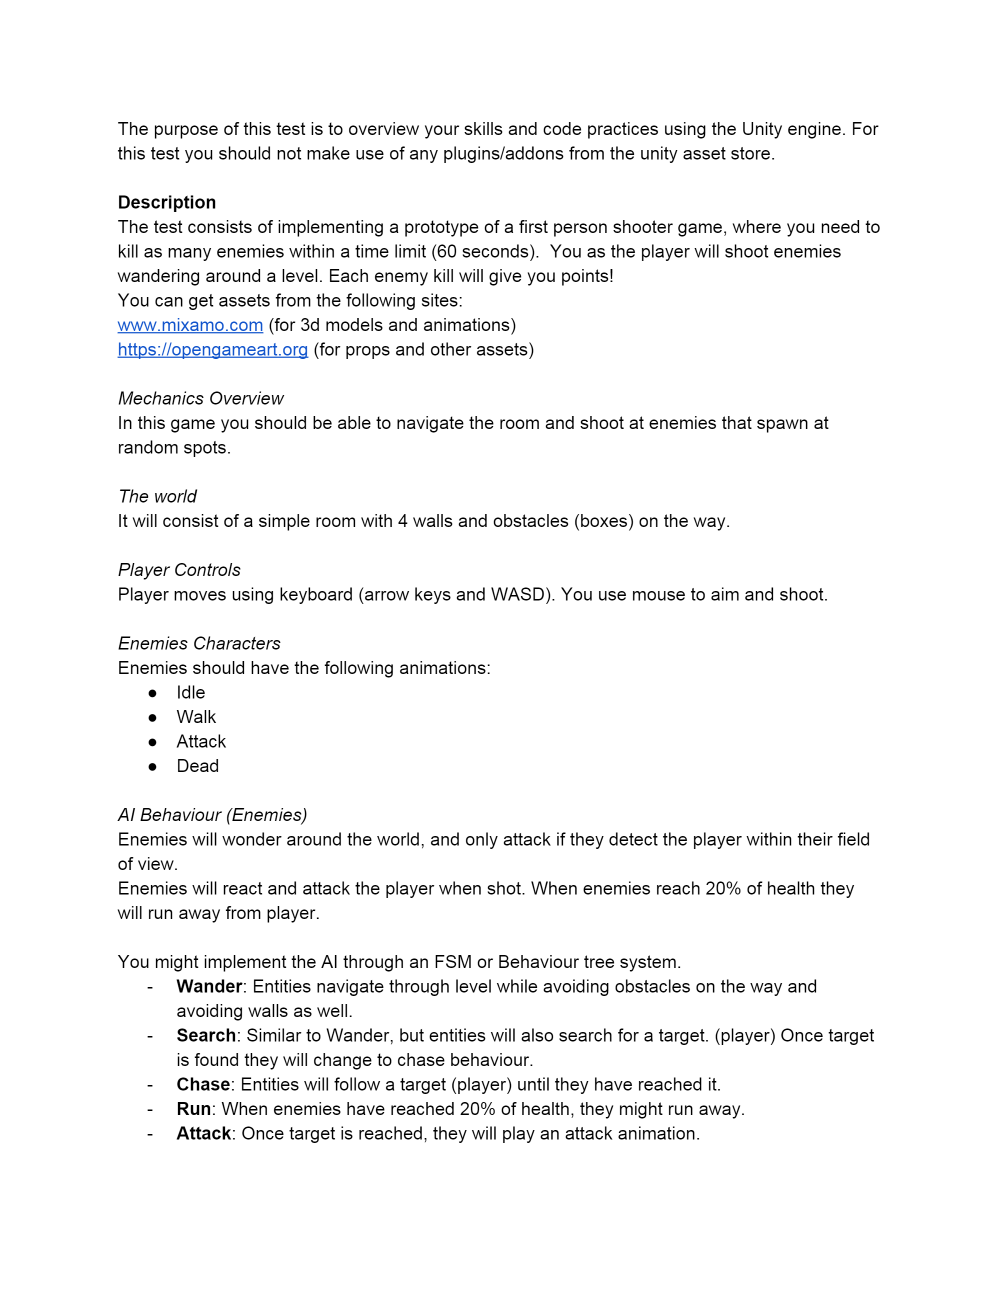 The purpose of this test is to overview your skills and code practices using the Unity engine. For
this test you should not make use of any plugins/addons from the unity asset store.
Description
The test consists of implementing a prototype of a first person shooter game, where you need to
kill as many enemies within a time limit (60 seconds).  You as the player will shoot enemies
wandering around a level. Each enemy kill will give you points!
You can get assets from the following sites:
www.mixamo.com (for 3d models and animations)
https://opengameart.org (for props and other assets)
Mechanics Overview
In this game you should be able to navigate the room and shoot at enemies that spawn at
random spots.
The world
It will consist of a simple room with 4 walls and obstacles (boxes) on the way.
Player Controls
Player moves using keyboard (arrow keys and WASD). You use mouse to aim and shoot.
Enemies Characters
Enemies should have the following animations:
● Idle
● Walk
● Attack
● Dead
AI Behaviour (Enemies)
Enemies will wonder around the world, and only attack if they detect the player within their field
of view.
Enemies will react and attack the player when shot. When enemies reach 20% of health they
will run away from player.
You might implement the AI through an FSM or Behaviour tree system.
- Wander: Entities navigate through level while avoiding obstacles on the way and
avoiding walls as well.
- Search: Similar to Wander, but entities will also search for a target. (player) Once target
is found they will change to chase behaviour.
- Chase: Entities will follow a target (player) until they have reached it.
- Run: When enemies have reached 20% of health, they might run away.
- Attack: Once target is reached, they will play an attack animation.